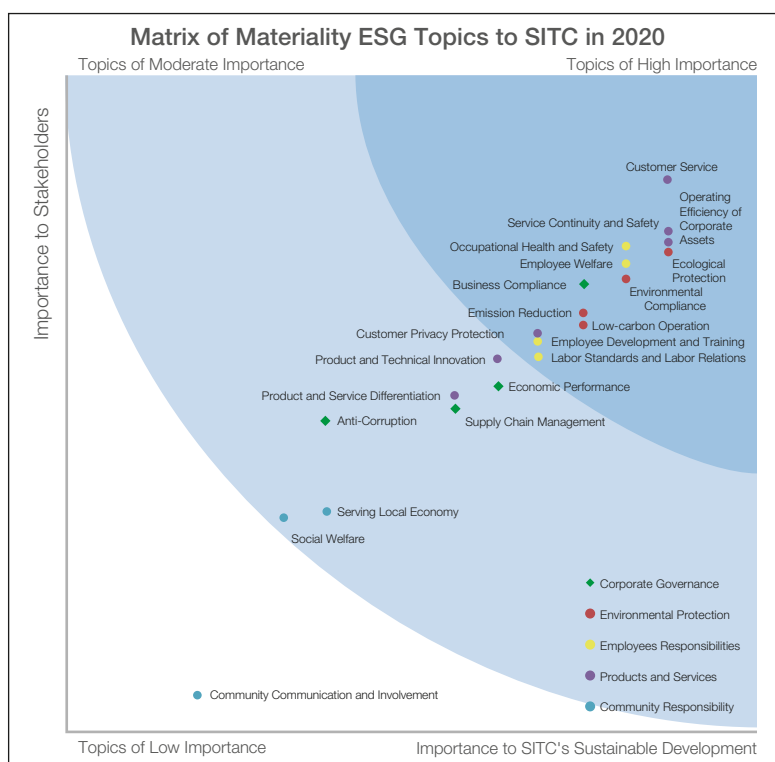 Matrix of Materiality ESG Topics to SITC in 2020
Topics of Moderate Importance
Topics of High Importance
Importance to Stakeholders
Customer Service
Operating
Efficiency of
Corporate
Assets
Service Continuity and Safety
Occupational Health and Safety
Ecological
Protection
Employee Welfare
Business Compliance
Environmental
Compliance
Emission Reduction
Low-carbon Operation
Customer Privacy Protection
Employee Development and Training
Product and Technical Innovation
Labor Standards and Labor Relations
Economic Performance
Product and Service Differentiation
Anti-Corruption
Supply Chain Management
Serving Local Economy
Social Welfare
Corporate Governance
Environmental Protection
Employees Responsibilities
Products and Services
Community Communication and Involvement
Community Responsibility
Topics of Low Importance
Importance to SITC's Sustainable Development